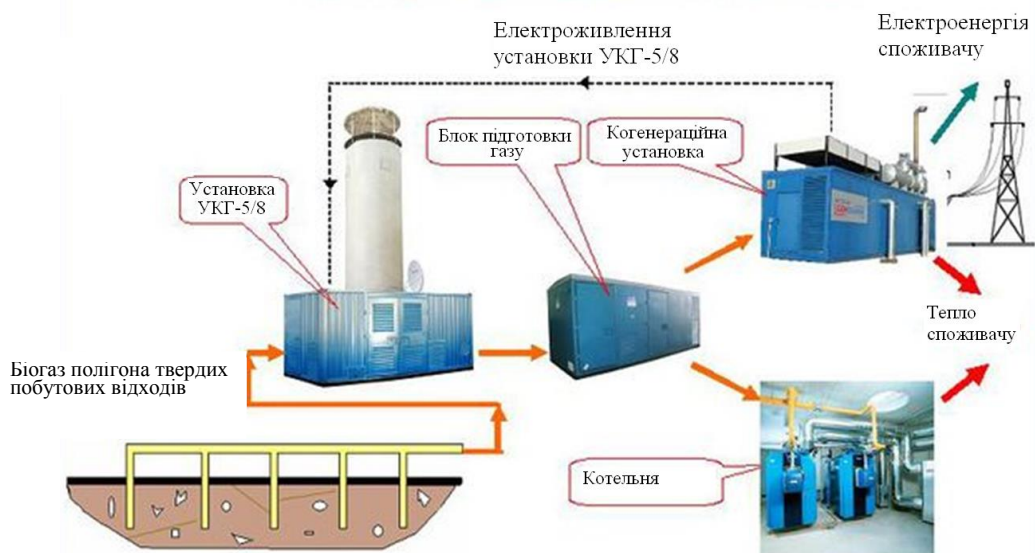 Електроживлення
установки УКГ-5/8
Електроенергія
споживачу
Блок підготовки
газу
Когенераційна
установка
Установка
УКГ-5/8
Тепло
споживачу
Біогаз полігона твердих
побутових відходів
Котельня